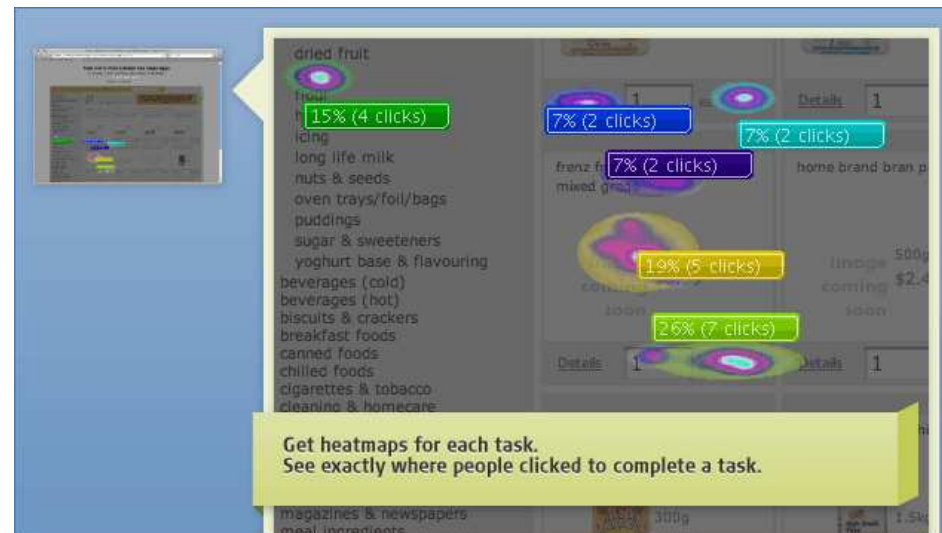 dried fruit
flour
15% (4 clicks)
icing
long life milk
nuts & seeds
oven trays/foil/bags
puddings
sugar & sweeteners
yoghurt base & flavouring
beverages (cold)
beverages (hot)
biscuits & crackers
breakfast foods
canned foods
chilled foods
cigarettes & tobacco
cleaning & homecare
magazines & newspapers
meal ingredients
1
Details 1
7% (2 clicks)
7% (2 clicks)
7% (2 clicks)
frenz
mixed
home brand bran
19% (5 clicks)
coming
soon
image
coming
soon
500g
26% (7 clicks)
Details 1
Details 1
Get heatmaps for each task.
See exactly where people clicked to complete a task.
300g